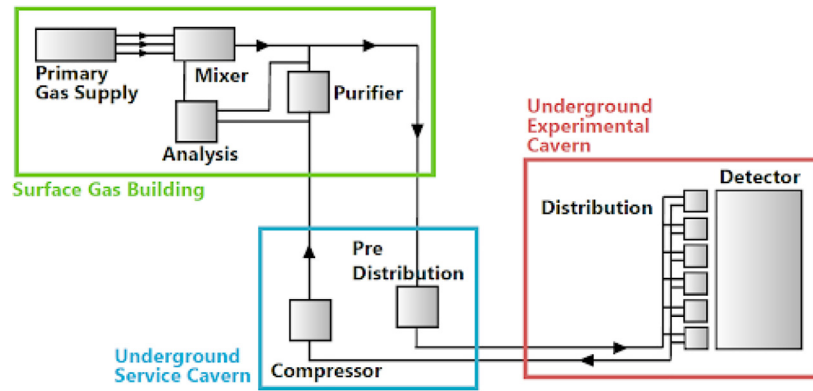 Primary
Gas Supply
Mixer
Purifier
Analysis
Surface Gas Building
Underground
Experimental
Cavern
Detector
Distribution
Pre
Distribution
Compressor
Underground
Service Cavern